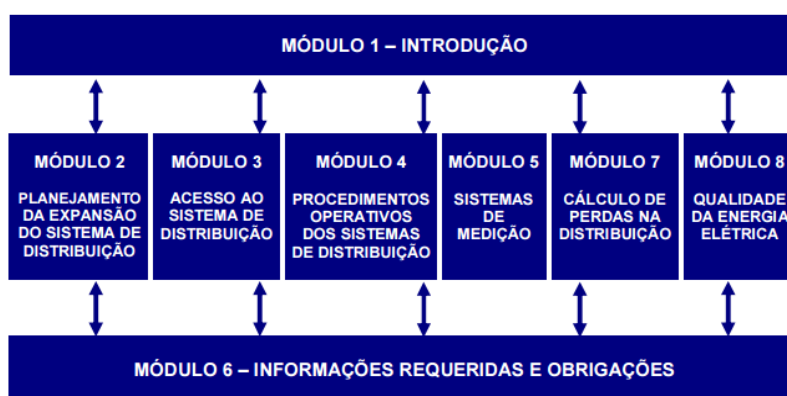 MÓDULO 1 – INTRODUÇÃO
MÓDULO 2
PLANEJAMENTO
DA EXPANSÃO
DO SISTEMA DE
DISTRIBUIÇÃO
MÓDULO 3
ACESSO AO
SISTEMA DE
DISTRIBUIÇÃO
MÓDULO 4
PROCEDIMENTOS
OPERATIVOS
DOS SISTEMAS
DE DISTRIBUIÇÃO
MÓDULO 5
SISTEMAS
DE
MEDIÇÃO
MÓDULO 7
CÁLCULO DE
PERDAS NA
DISTRIBUIÇÃO
MÓDULO 8
QUALIDADE
DA ENERGIA
ELÉTRICA
MÓDULO 6 – INFORMAÇÕES REQUERIDAS E OBRIGAÇÕES